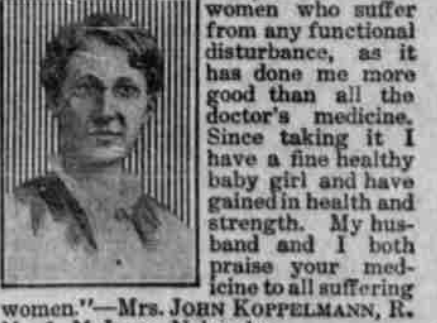 women who suffer
from any functional
disturbance, as it
has done me more
good than all the
doctor's medicine.
Since taking it I
have a fine healthy
baby girl and have
gained in health and
strength. My hus-
band and I both
praise your med-
icine to all suffering
women."—MRS. JOHN KOPPELMANN, R.